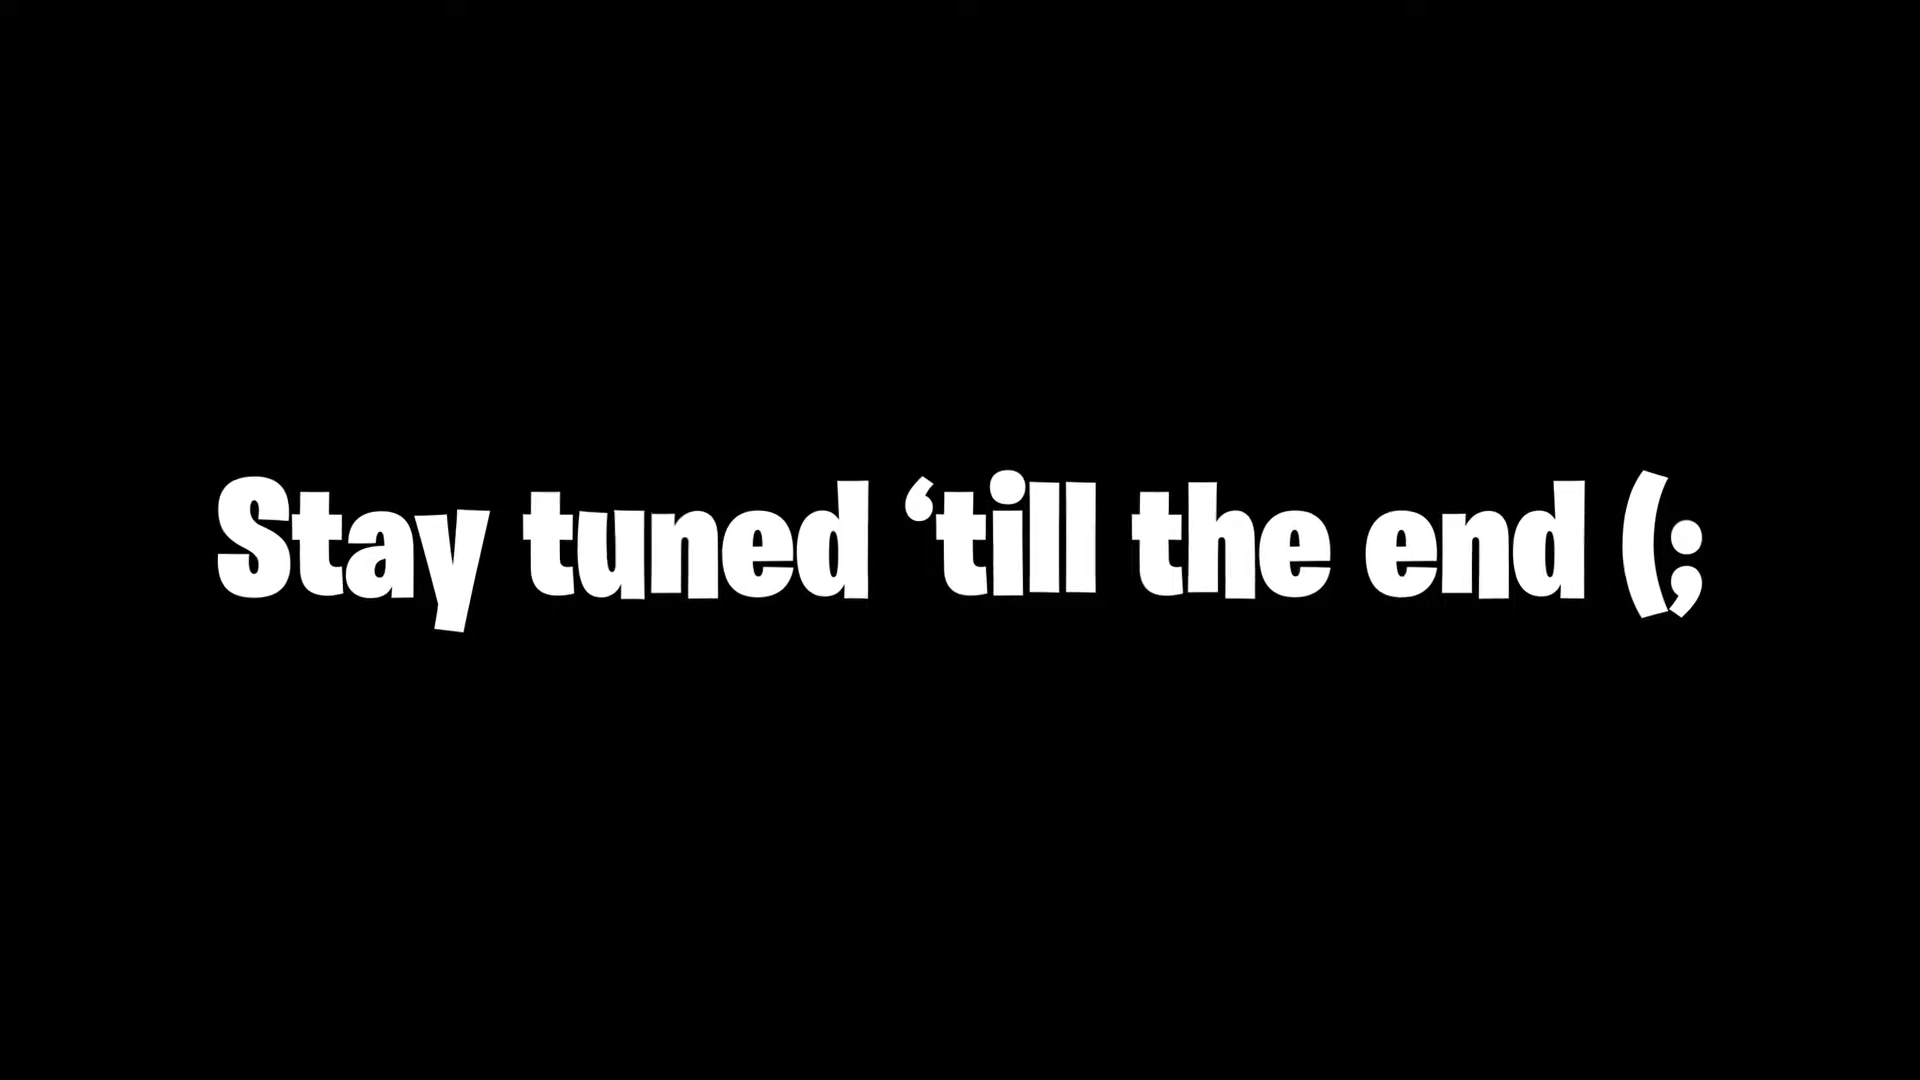 Stay tuned ‘till the end (;